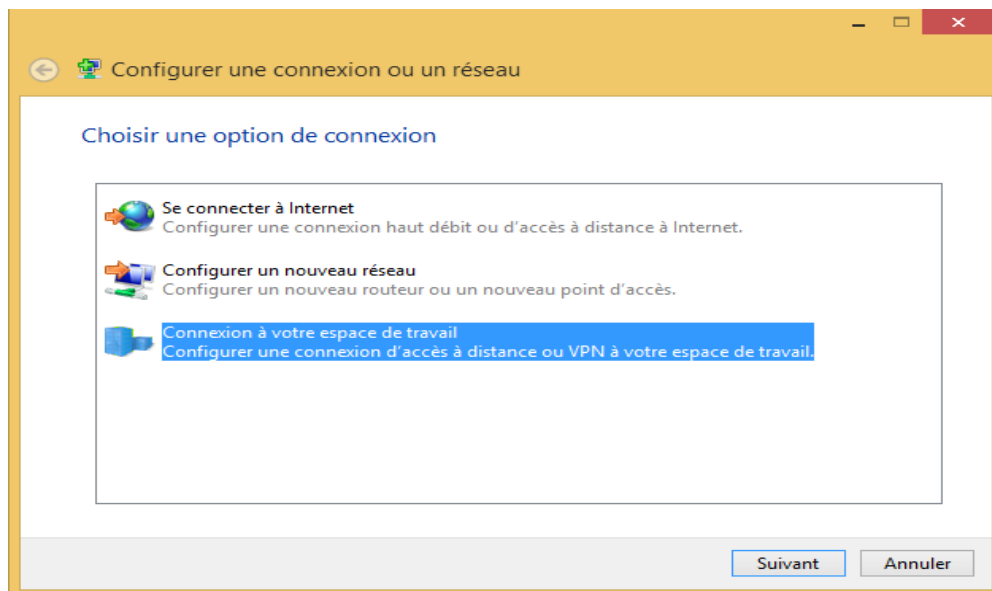 Configurer une connexion ou un réseau
Choisir une option de connexion
Se connecter à Internet
Configurer une connexion haut débit ou d'accès à distance à Internet.
Configurer un nouveau réseau
Configurer un nouveau routeur ou un nouveau point d'accès.
Connexion à votre espace de travail
Configurer une connexion d'accès à distance ou VPN à votre espace de travail.
Suivant Annuler